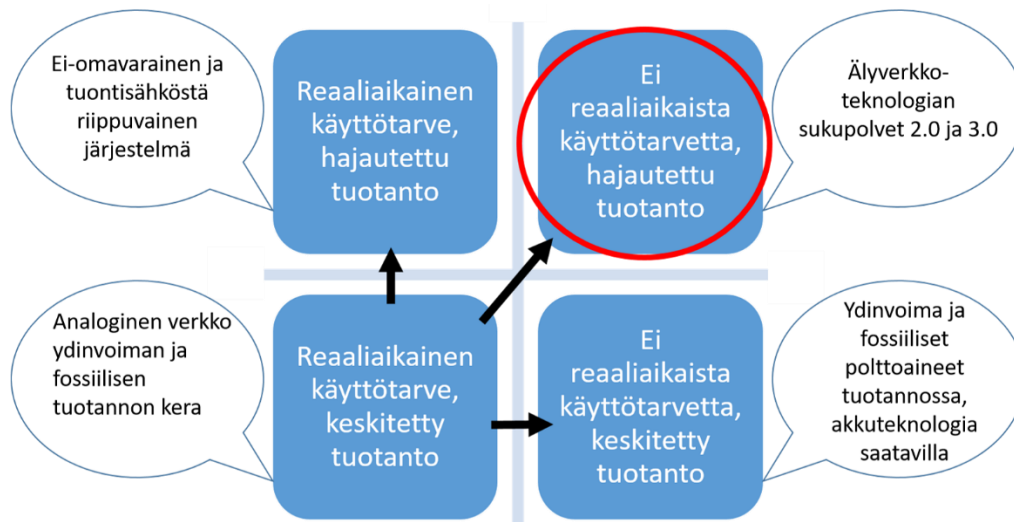 Ei-omavarainen ja
tuontisähköstä
riippuvainen
järjestelmä
Reaaliaikainen
käyttötarve,
hajautettu
tuotanto
Ei
reaaliaikaista
käyttötarvetta,
hajautettu
tuotanto
Älyverkko-
teknologian
sukupolvet 2.0 ja 3.0
Analoginen verkko
ydinvoiman ja
fossiilisen
tuotannon kera
Reaaliaikainen
käyttötarve,
keskitetty
tuotanto
Ei
reaaliaikaista
käyttötarvetta,
keskitetty
tuotanto
Ydinvoima ja
fossiiliset
polttoaineet
tuotannossa,
akkuteknologia
saatavilla